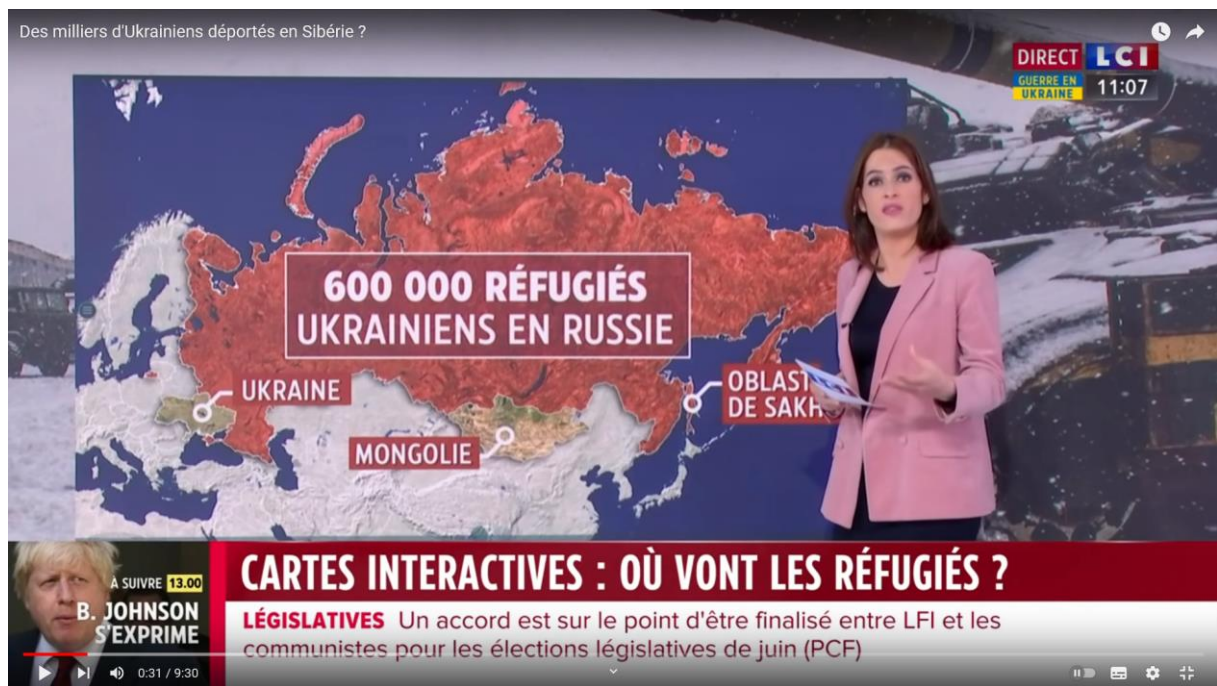 Des milliers d'Ukrainiens déportés en Sibérie ?
DIRECT LCI
GUERRE EN
UKRAINE
11:07
600 000 RÉFUGIÉS
UKRAINIENS EN RUSSIE
UKRAINE
MONGOLIE
OBLAST
DE SAKH
À SUIVRE 13.00
B. JOHNSON
S'EXPRIME
CARTES INTERACTIVES : OÙ VONT LES RÉFUGIÉS ?
LÉGISLATIVES Un accord est sur le point d'être finalisé entre LFI et les
communistes pour les élections législatives de juin (PCF)
0:31 / 9:30